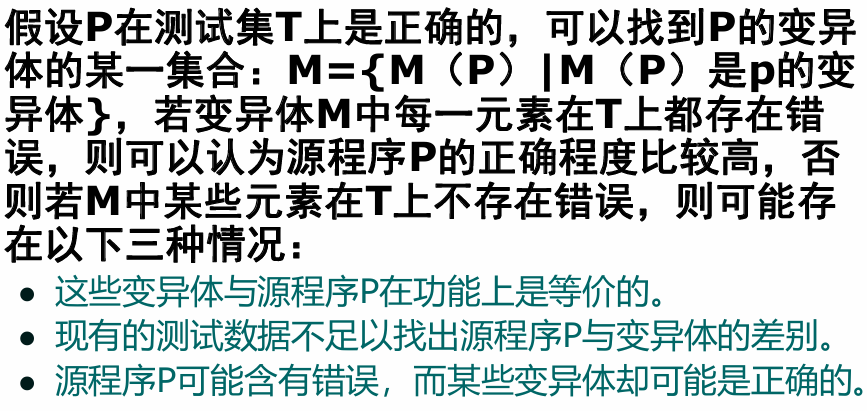 假设P在测试集T上是正确的，可以找到P的变异
体的某一集合：M={M（P）|M（P）是p的变
异体}，若变异体M中每一元素在T上都存在错
误，则可以认为源程序P的正确程度比较高，否
则若M中某些元素在T上不存在错误，则可能存
在以下三种情况：
● 这些变异体与源程序P在功能上是等价的。
● 现有的测试数据不足以找出源程序P与变异体的差别。
● 源程序P可能含有错误，而某些变异体却可能是正确的。